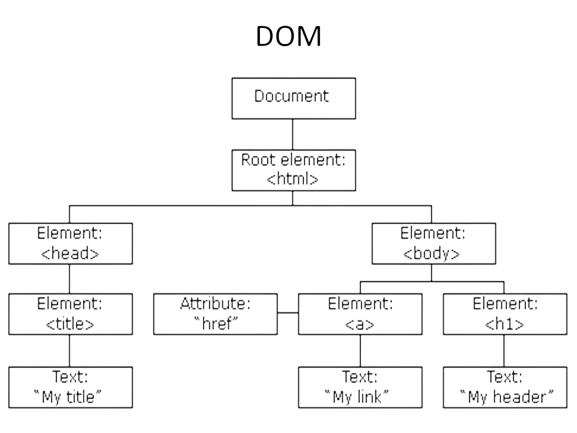 DOM
Document
Root element:
<html>
Element:
<head>
Element:
<body>
Element:
<title>
Attribute:
“href”
Element:
<a>
Element:
<h1>
Text:
“My title”
Text:
“My link”
Text:
“My header”